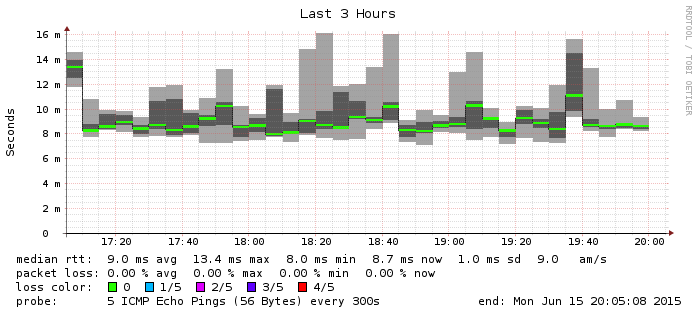 Last 3 Hours
RRDTOOL / TOBI OETIKER
Seconds
16 m
14 m
12 m
10 m
8 m
6 m
4 m
2 m
0
17:20 17:40 18:00 18:20 18:40 19:00 19:20 19:40 20:00
median rtt: 9.0 ms avg 13.4 ms max 8.0 ms min 8.7 ms now 1.0 ms sd 9.0 am/s
packet loss: 0.00 % avg 0.00 % max 0.00 % min 0.00 % now
loss color: 0 1/5 2/5 3/5 4/5
probe: 5 ICMP Echo Pings (56 Bytes) every 300s end: Mon Jun 15 20:05:08 2015